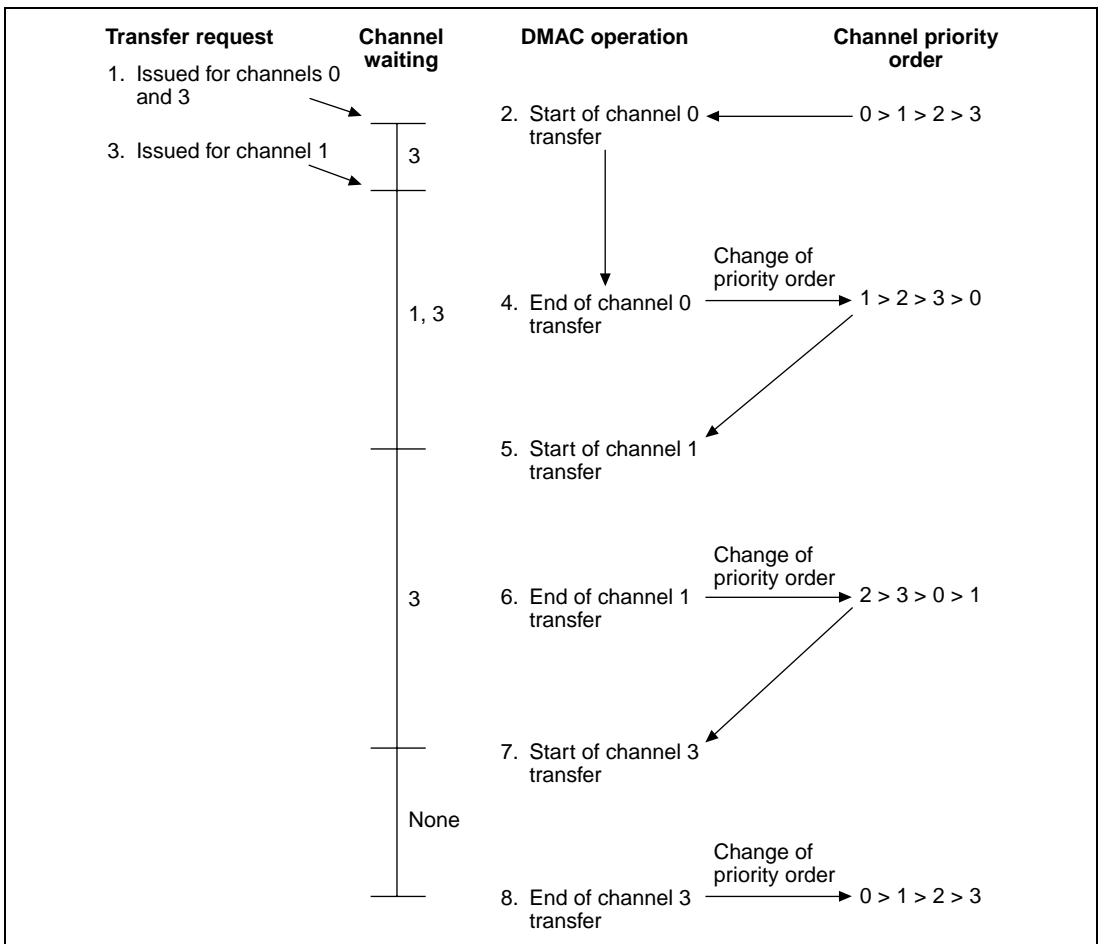 Transfer request
Channel
waiting
DMAC operation
Channel priority
order
1. Issued for channels 0
and 3
2. Start of channel 0
transfer
0 > 1 > 2 > 3
3. Issued for channel 1
3
Change of
priority order
1, 3
4. End of channel 0
transfer
1 > 2 > 3 > 0
5. Start of channel 1
transfer
Change of
priority order
3
6. End of channel 1
transfer
2 > 3 > 0 > 1
7. Start of channel 3
transfer
None
Change of
priority order
8. End of channel 3
transfer
0 > 1 > 2 > 3